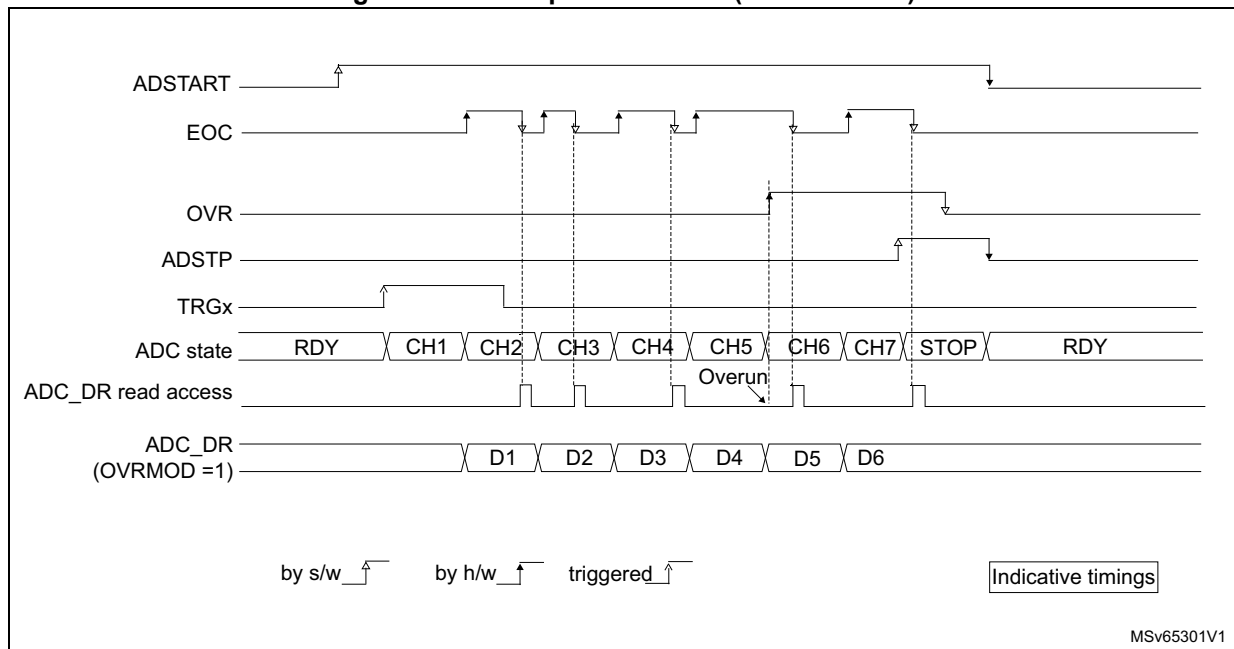 ADSTART
EOC
OVR
ADSTP
TRGx
ADC state RDY CH1 CH2 CH3 CH4 CH5 CH6 CH7 STOP RDY
Overun
ADC_DR read access
ADC_DR
(OVRMOD =1)
D1 D2 D3 D4 D5 D6
by s/w by h/w triggered Indicative timings
MSv65301V1